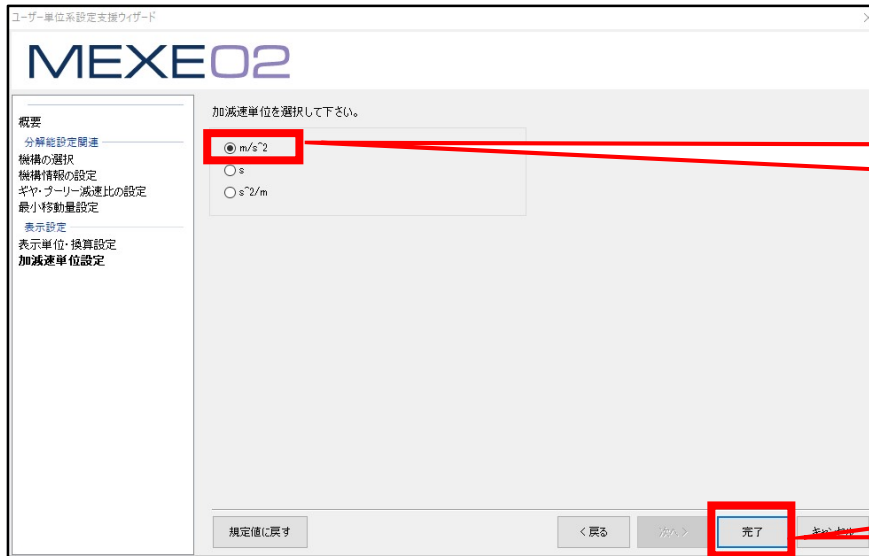 ユーザー単位系設定支援ウィザード
MEXE02
概要
分解能設定関連
機構の選択
機構情報の設定
ギヤ・プーリー減速比の設定
最小移動量設定
表示設定
表示単位・換算設定
加減速単位設定
加減速単位を選択して下さい。
m/s^2
s
s^2/m
規定値に戻す
< 戻る
次へ >
完了
キャンセル